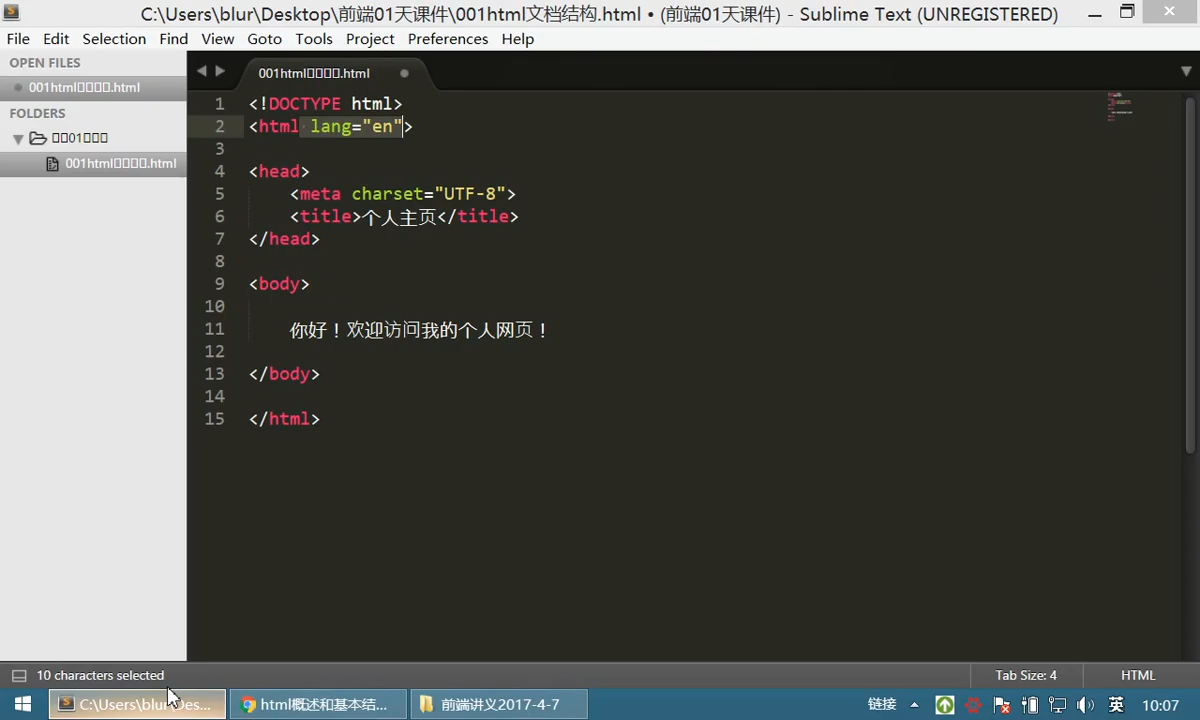 C:\Users\blur\Desktop\前端01天课件\001html文档结构.html • (前端01天课件) - Sublime Text (UNREGISTERED)
File Edit Selection Find View Goto Tools Project Preferences Help
OPEN FILES
001html□□□□.html
FOLDERS
□□01□□□
001html□□□□.html
001html□□□□.html
1 <!DOCTYPE html>
2 <html lang="en">
3
4 <head>
5 <meta charset="UTF-8">
6 <title>个人主页</title>
7 </head>
8
9 <body>
10
11 你好！欢迎访问我的个人网页！
12
13 </body>
14
15 </html>
10 characters selected Tab Size: 4 HTML
C:\Users\blur\Des... html概述和基本结... 前端讲义2017-4-7 链接 英 10:07